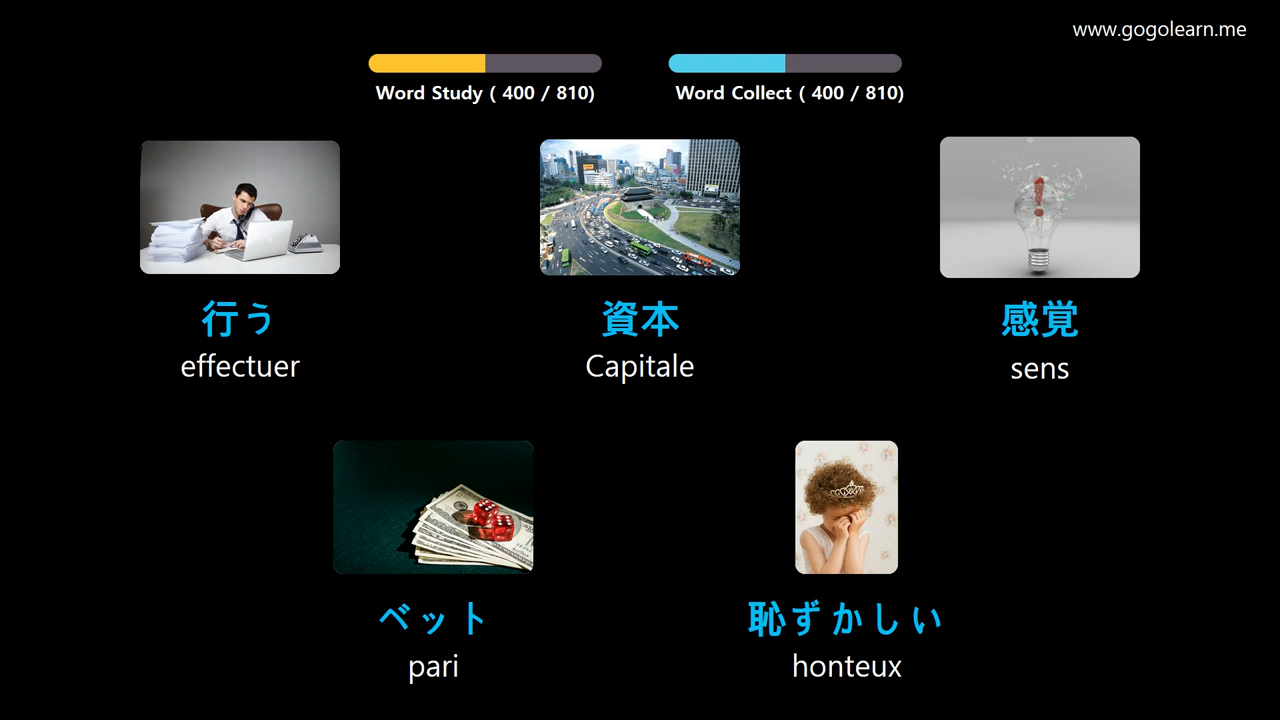 www.gogolearn.me
Word Study ( 400 / 810)
Word Collect ( 400 / 810)
行う
effectuer
資本
Capitale
感覚
sens
ベット
pari
恥ずかしい
honteux